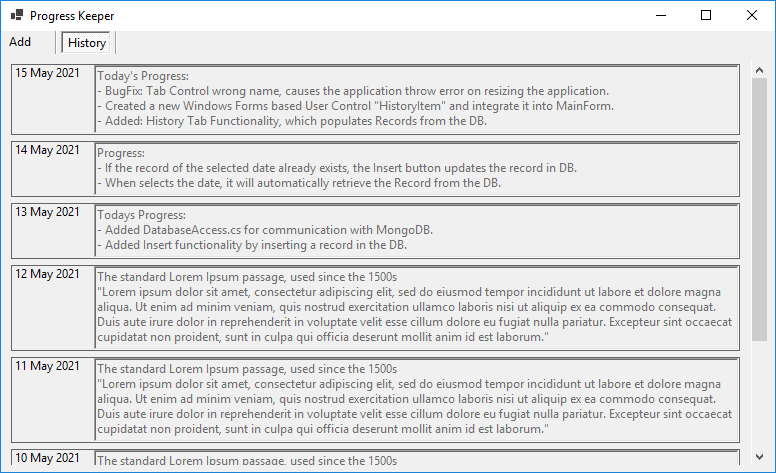 Progress Keeper
Add
History
15 May 2021
Today's Progress:
- BugFix: Tab Control wrong name, causes the application throw error on resizing the application.
- Created a new Windows Forms based User Control "HistoryItem" and integrate it into MainForm.
- Added: History Tab Functionality, which populates Records from the DB.
14 May 2021
Progress:
- If the record of the selected date already exists, the Insert button updates the record in DB.
- When selects the date, it will automatically retrieve the Record from the DB.
13 May 2021
Todays Progress:
- Added DatabaseAccess.cs for communication with MongoDB.
- Added Insert functionality by inserting a record in the DB.
12 May 2021
The standard Lorem Ipsum passage, used since the 1500s
"Lorem ipsum dolor sit amet, consectetur adipiscing elit, sed do eiusmod tempor incididunt ut labore et dolore magna
aliqua. Ut enim ad minim veniam, quis nostrud exercitation ullamco laboris nisi ut aliquip ex ea commodo consequat.
Duis aute irure dolor in reprehenderit in voluptate velit esse cillum dolore eu fugiat nulla pariatur. Excepteur sint occaecat
cupidatat non proident, sunt in culpa qui officia deserunt mollit anim id est laborum."
11 May 2021
The standard Lorem Ipsum passage, used since the 1500s
"Lorem ipsum dolor sit amet, consectetur adipiscing elit, sed do eiusmod tempor incididunt ut labore et dolore magna
aliqua. Ut enim ad minim veniam, quis nostrud exercitation ullamco laboris nisi ut aliquip ex ea commodo consequat.
Duis aute irure dolor in reprehenderit in voluptate velit esse cillum dolore eu fugiat nulla pariatur. Excepteur sint occaecat
cupidatat non proident, sunt in culpa qui officia deserunt mollit anim id est laborum."
10 May 2021
The standard Lorem Ipsum passage, used since the 1500s